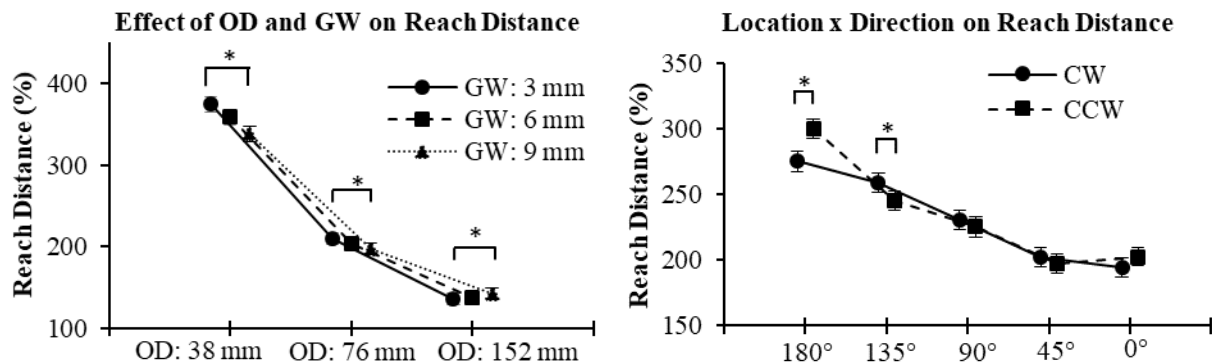 Effect of OD and GW on Reach Distance
Reach Distance (%)
400
300
200
100
*
*
*
GW: 3 mm
GW: 6 mm
GW: 9 mm
OD: 38 mm
OD: 76 mm
OD: 152 mm
Location x Direction on Reach Distance
Reach Distance (%)
350
300
250
200
150
*
*
CW
CCW
180°
135°
90°
45°
0°